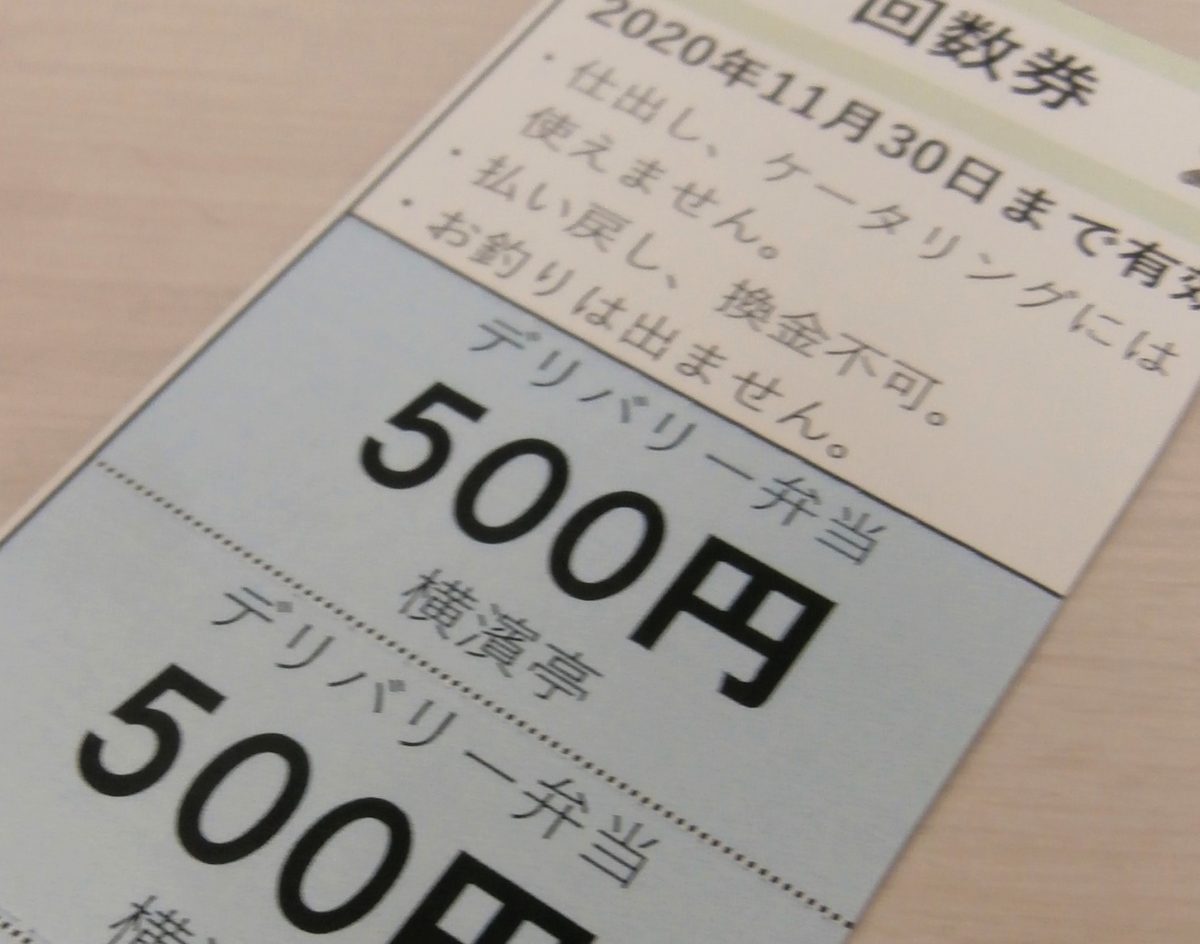 回数券
2020年11月30日まで有効
・仕出し、ケータリングには
使えません。
・払い戻し、換金不可。
・お釣りは出ません。
デリバリー弁当
500円
横濱亭
デリバリー弁当
500円
横